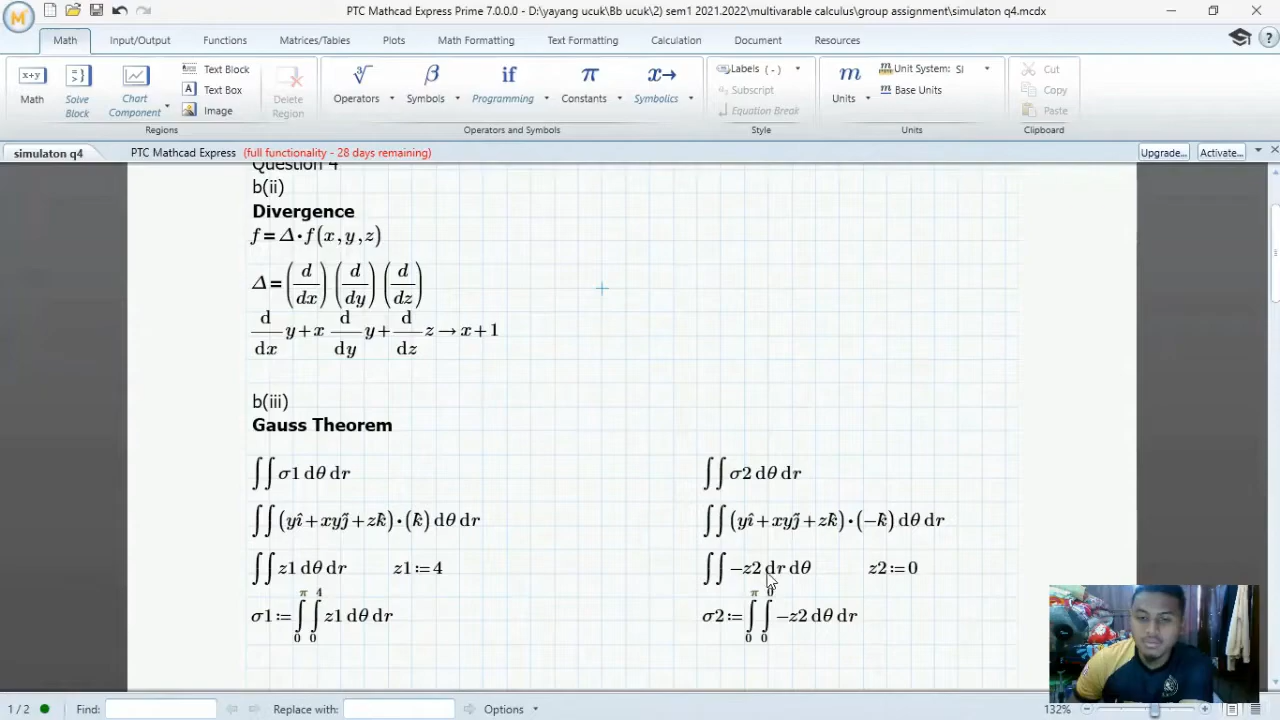 PTC Mathcad Express Prime 7.0.0.0 - D:\yayang ucuk\Bb ucuk\2) sem1 2021.2022\multivarable calculus\group assignment\simulaton q4.mcdx
Math Input/Output Functions Matrices/Tables Plots Math Formatting Text Formatting Calculation Document Resources
Math
Solve Block
Chart Component
Text Block
Text Box
Image
Delete Region
Regions
Operators
Symbols
if
Programming
Constants
Symbolics
Operators and Symbols
Labels ( - )
Subscript
Equation Break
Style
Units
Unit System: SI
Base Units
Units
Cut
Copy
Paste
Clipboard
simulaton q4 PTC Mathcad Express (full functionality - 28 days remaining) Upgrade... Activate...
Question 4
b(ii)
Divergence
f=Δ⋅f(x,y,z)
Δ=(d/dx)(d/dy)(d/dz)
d/dx y+x d/dy y+d/dz z→x+1
b(iii)
Gauss Theorem
∫∫σ1 dθ dr
∫∫(yî+xyj̃+zk̃)⋅(k̃) dθ dr
∫∫z1 dθ dr z1:=4
σ1:=∫₀^π ∫₀^4 z1 dθ dr
∫∫σ2 dθ dr
∫∫(yî+xyj̃+zk̃)⋅(-k̃) dθ dr
∫∫-z2 dr dθ z2:=0
σ2:=∫₀^π ∫₀^0 -z2 dθ dr
1 / 2 Find: Replace with: Options 132%